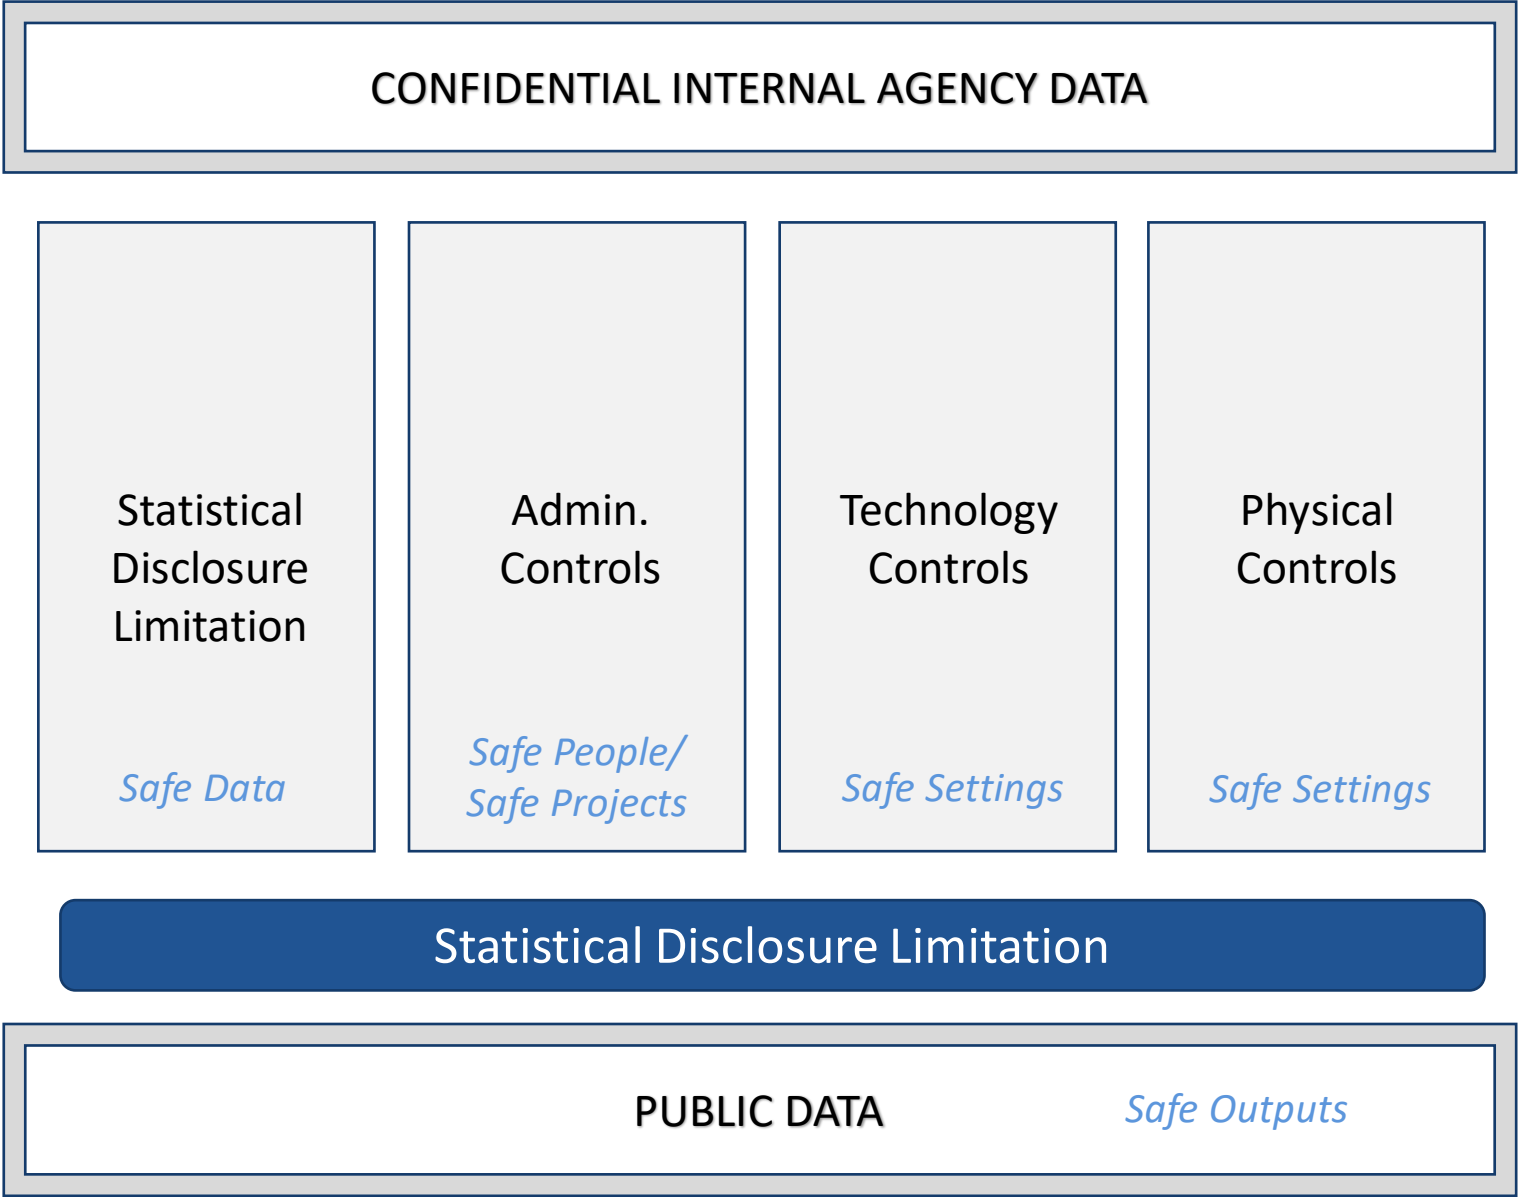 CONFIDENTIAL INTERNAL AGENCY DATA
Statistical
Disclosure
Limitation
Safe Data
Admin.
Controls
Safe People/
Safe Projects
Technology
Controls
Safe Settings
Physical
Controls
Safe Settings
Statistical Disclosure Limitation
PUBLIC DATA
Safe Outputs